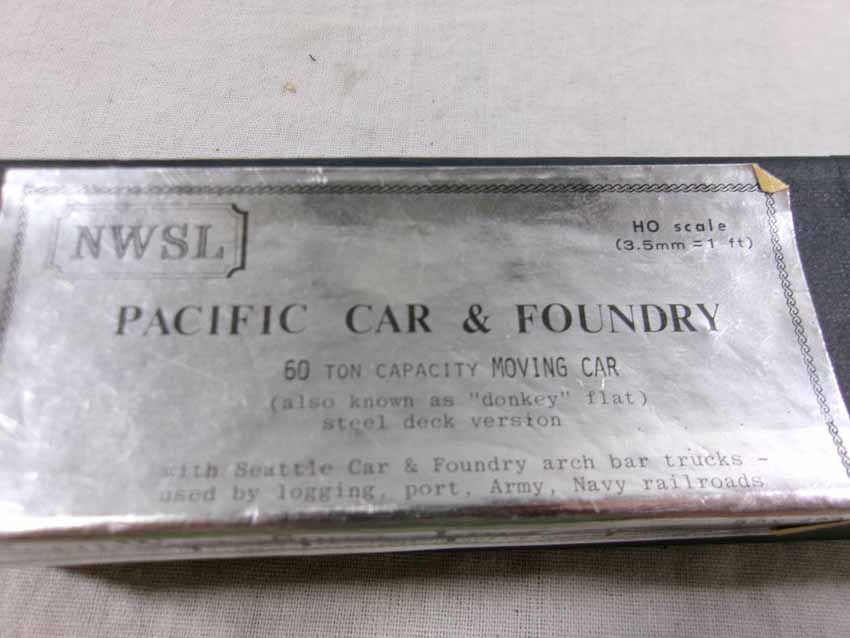 NWSL
HO scale
(3.5mm = 1 ft)
PACIFIC CAR & FOUNDRY
60 TON CAPACITY MOVING CAR
(also known as "donkey" flat)
steel deck version
with Seattle Car & Foundry arch bar trucks -
used by logging, port, Army, Navy railroads